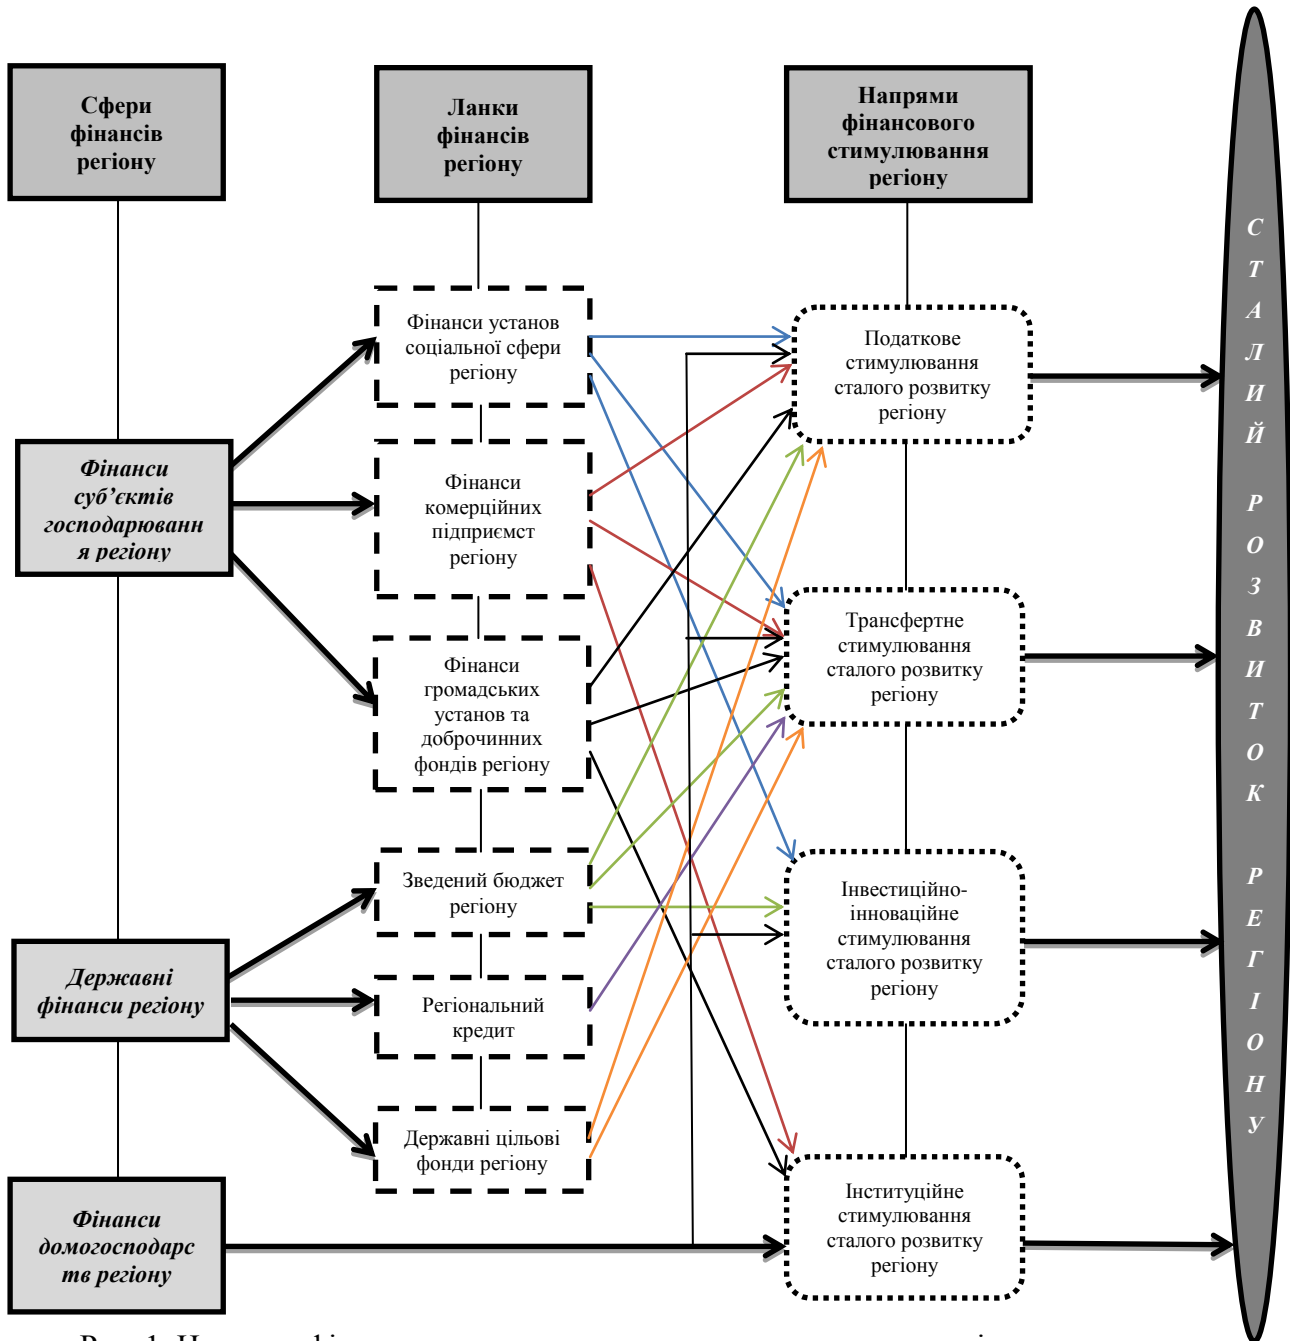 Сфери
фінансів
регіону
Ланки
фінансів
регіону
Напрями
фінансового
стимулювання
регіону
Фінанси
суб’єктів
господарюванн
я регіону
Державні
фінанси регіону
Фінанси
домогосподарс
тв регіону
Фінанси установ
соціальної сфери
регіону
Фінанси
комерційних
підприємст
регіону
Фінанси
громадських
установ та
доброчинних
фондів регіону
Зведений бюджет
регіону
Регіональний
кредит
Державні цільові
фонди регіону
Податкове
стимулювання
сталого розвитку
регіону
Трансфертне
стимулювання
сталого розвитку
регіону
Інвестиційно-
інноваційне
стимулювання
сталого розвитку
регіону
Інституційне
стимулювання
сталого розвитку
регіону
СТАЛИЙ РОЗВИТОК РЕГІОНУ